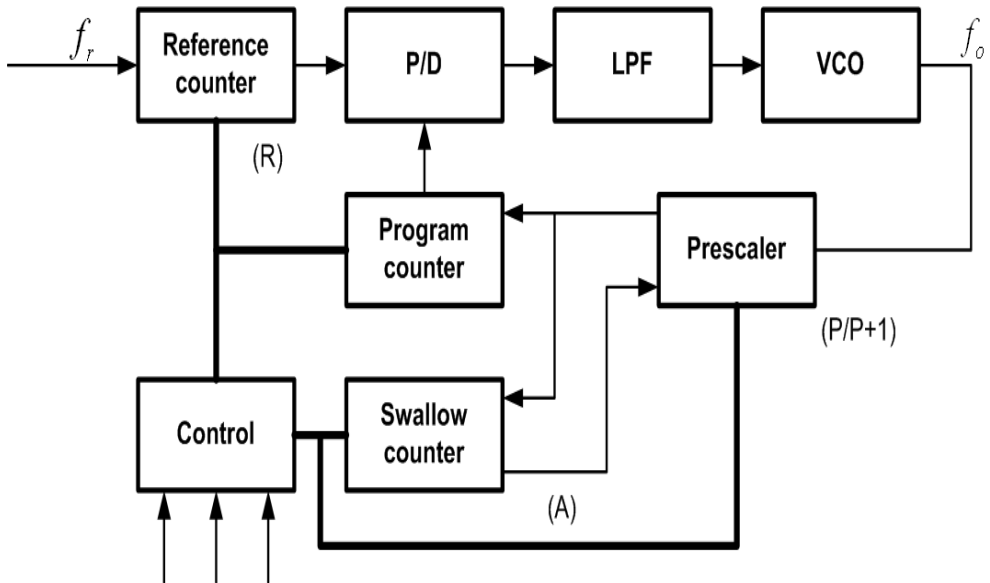 f_r
Reference
counter
P/D
LPF
VCO
f_o
(R)
Program
counter
Prescaler
(P/P+1)
Control
Swallow
counter
(A)